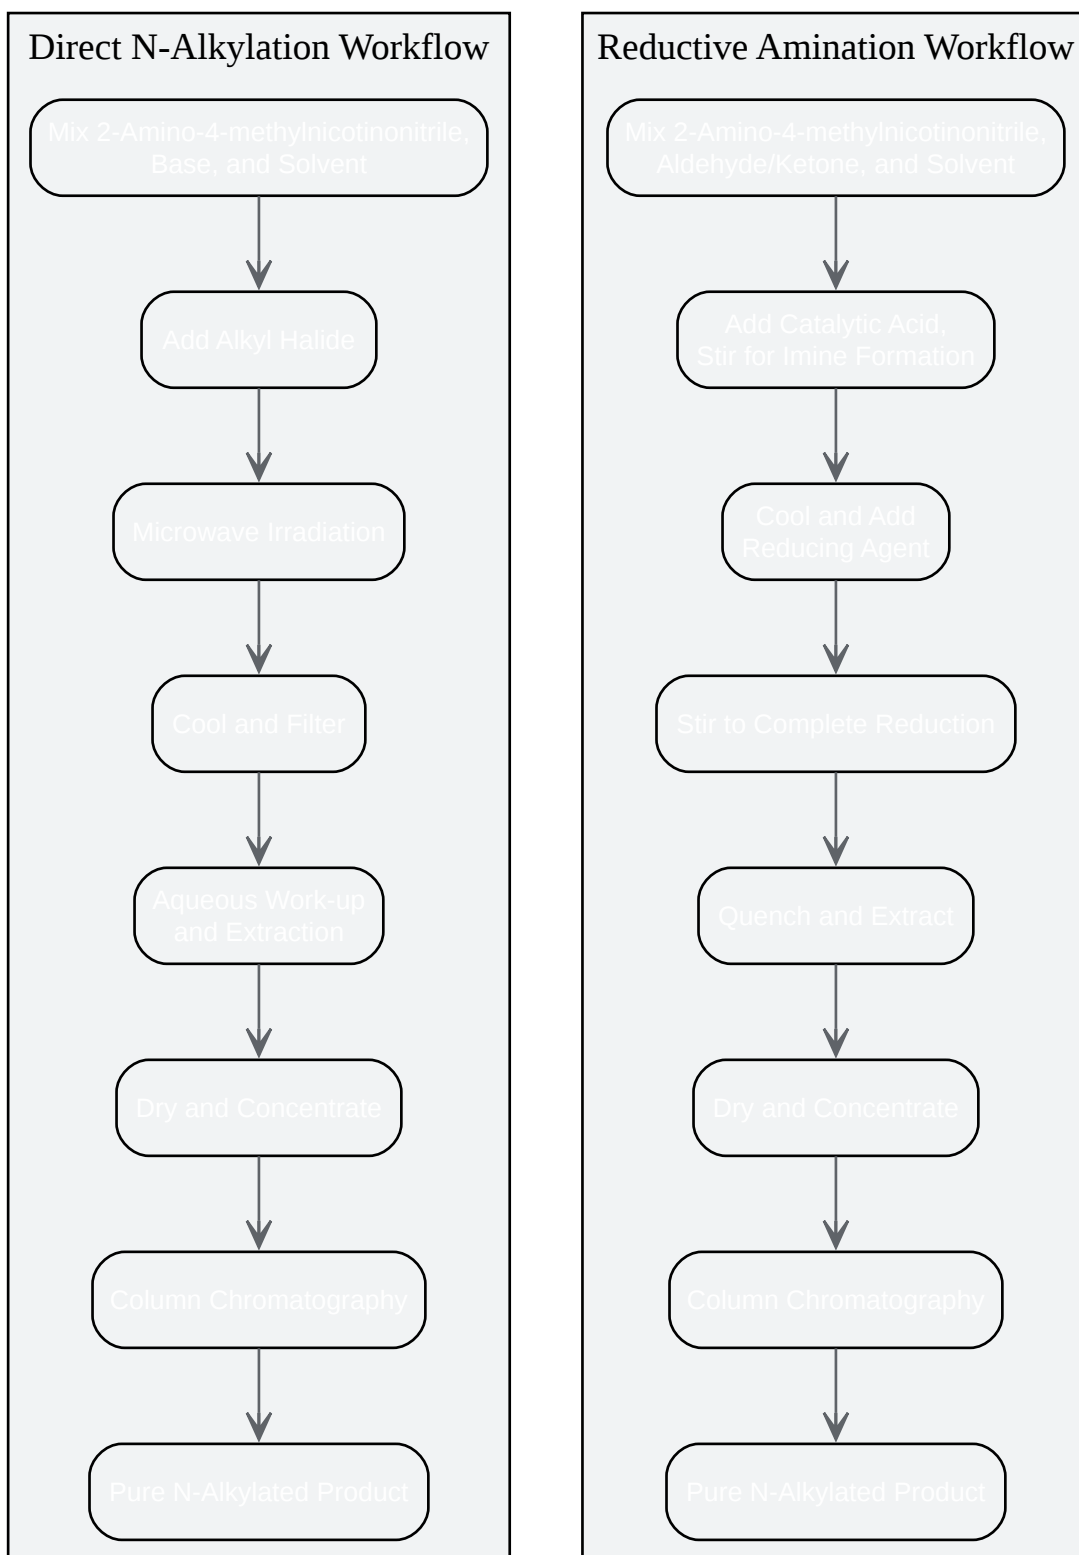 Direct N-Alkylation Workflow
Mix 2-Amino-4-methylnicotinonitrile,
Base, and Solvent
Add Alkyl Halide
Microwave Irradiation
Cool and Filter
Aqueous Work-up
and Extraction
Dry and Concentrate
Column Chromatography
Pure N-Alkylated Product
Reductive Amination Workflow
Mix 2-Amino-4-methylnicotinonitrile,
Aldehyde/Ketone, and Solvent
Add Catalytic Acid,
Stir for Imine Formation
Cool and Add
Reducing Agent
Stir to Complete Reduction
Quench and Extract
Dry and Concentrate
Column Chromatography
Pure N-Alkylated Product